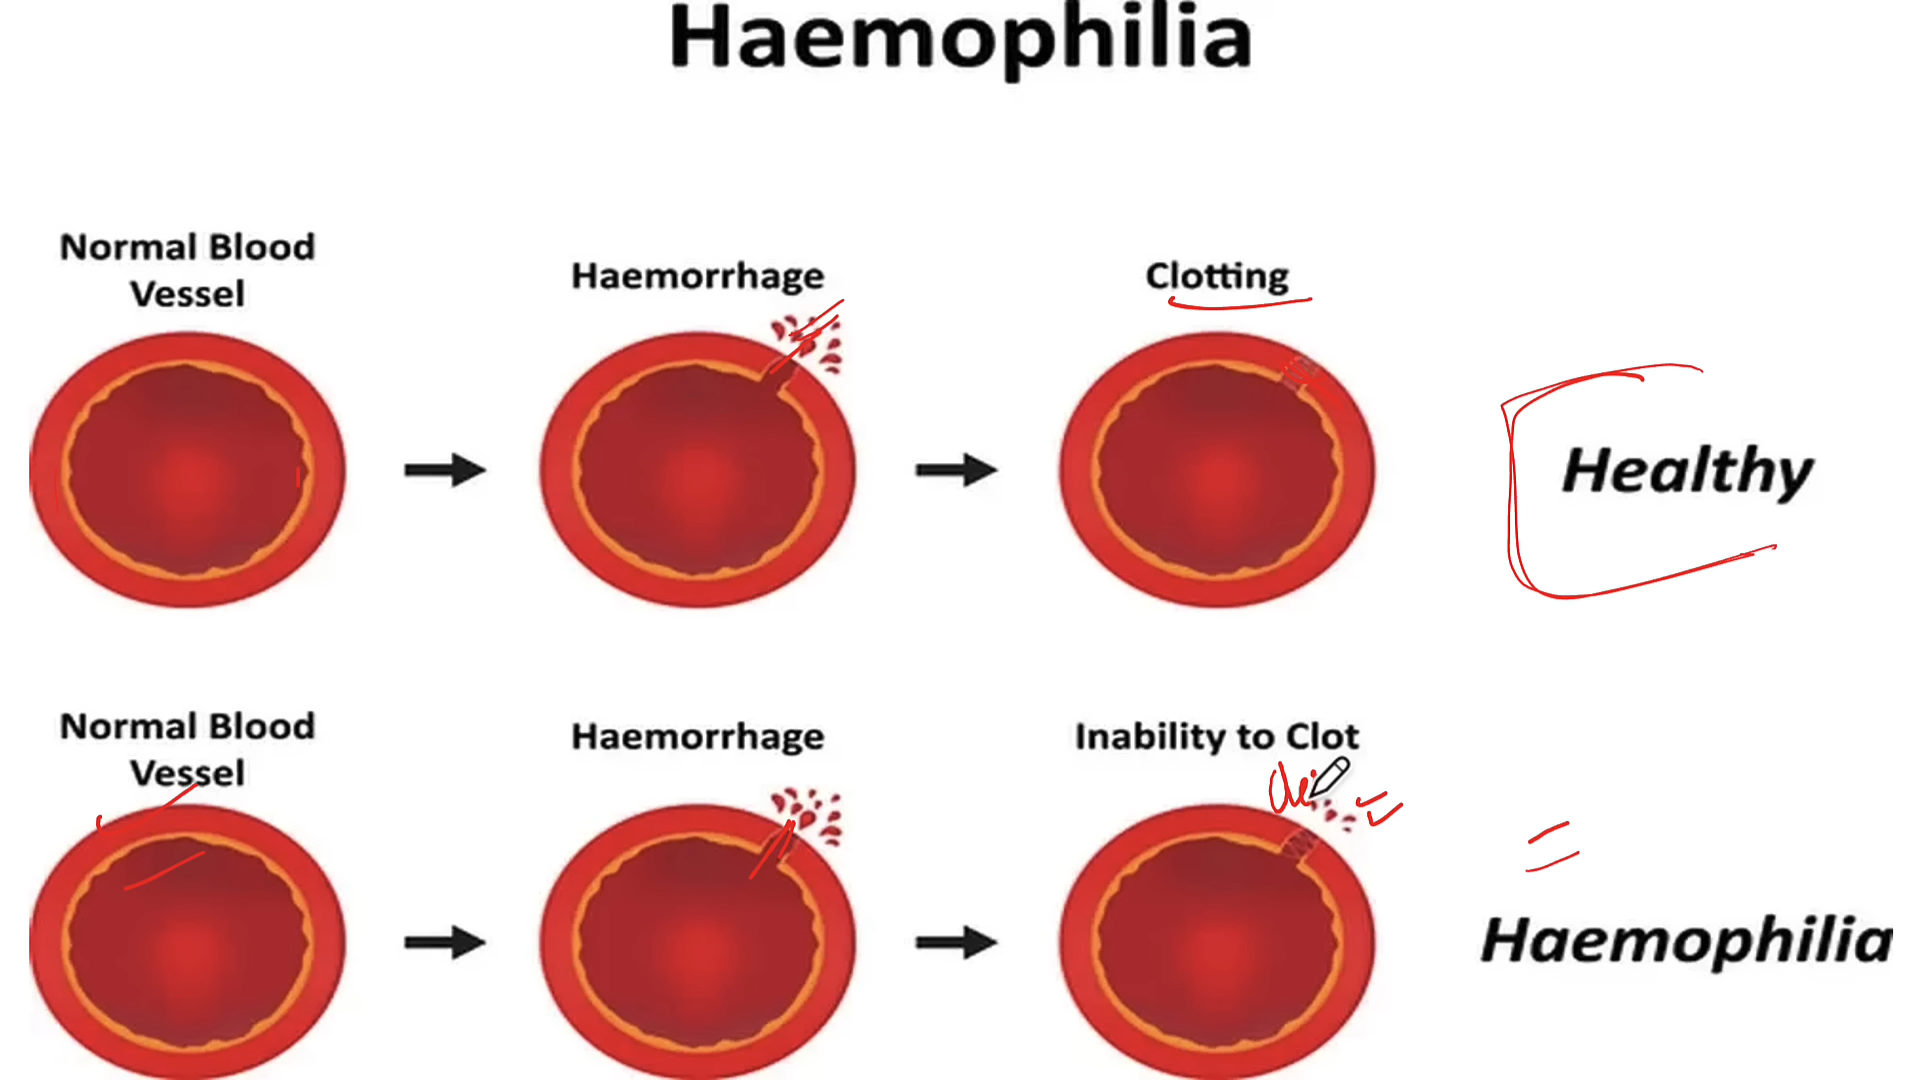 Haemophilia
Normal Blood
Vessel
Haemorrhage
Clotting
Healthy
Normal Blood
Vessel
Haemorrhage
Inability to Clot
Haemophilia